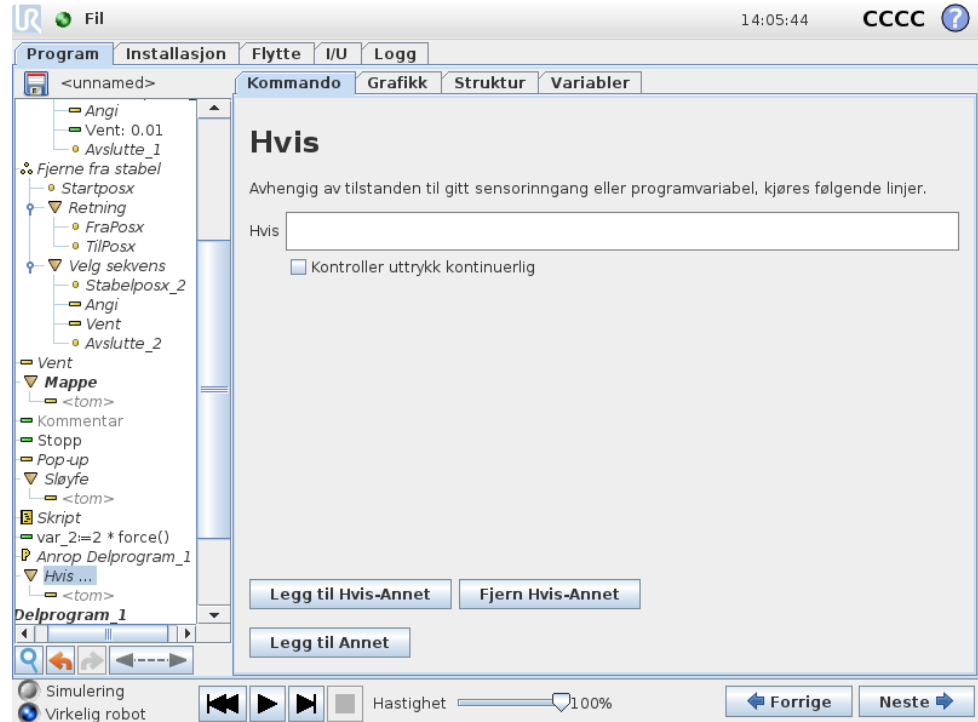 UR Fil 14:05:44 CCCC ?
Program Installasjon Flytte I/U Logg
<unnamed>
Kommando Grafikk Struktur Variabler
Angi
Vent: 0.01
Avslutte_1
Fjerne fra stabel
Startposx
Retning
FraPosx
TilPosx
Velg sekvens
Stabelposx_2
Angi
Vent
Avslutte_2
Vent
Mappe
<tom>
Kommentar
Stopp
Pop-up
Sløyfe
<tom>
Skript
var_2:=2 * force()
P Anrop Delprogram_1
Hvis ...
<tom>
Delprogram_1
Hvis
Avhengig av tilstanden til gitt sensorinngang eller programvariabel, kjøres følgende linjer.
Hvis
Kontroller uttrykk kontinuerlig
Legg til Hvis-Annet Fjern Hvis-Annet
Legg til Annet
Simulering
Virkelig robot
Hastighet 100%
Forrige Neste